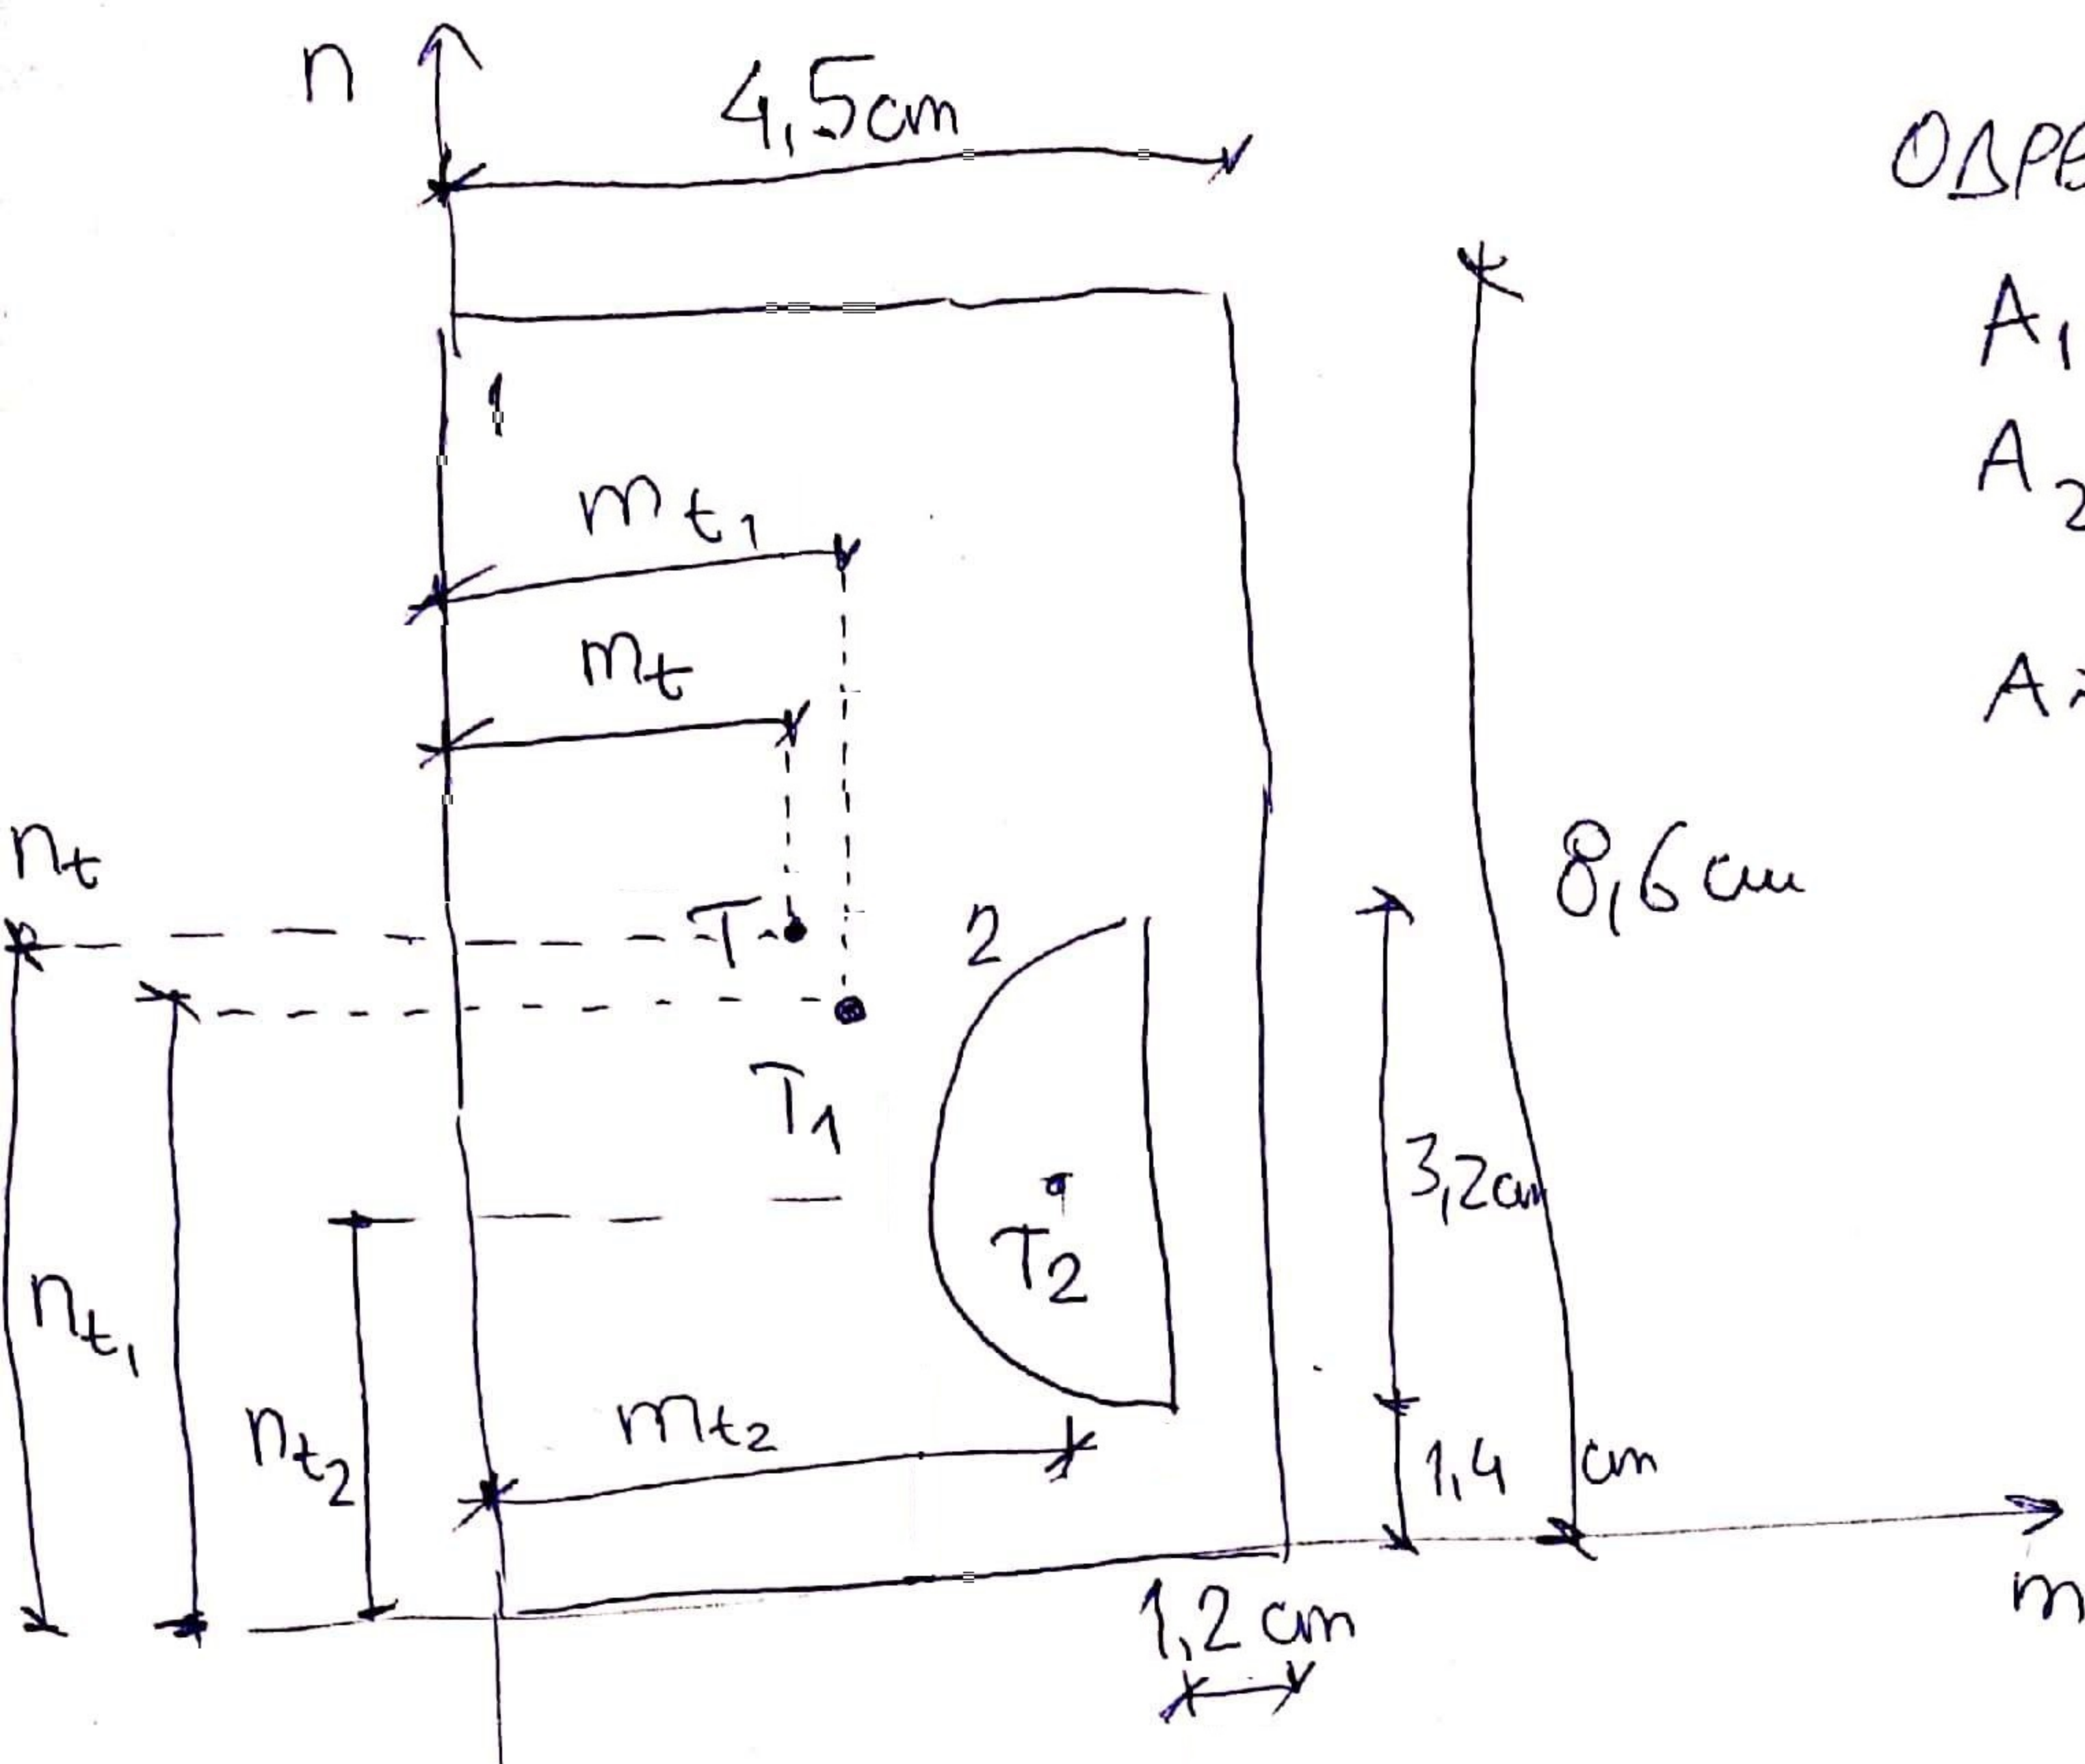 n
4,5cm
ОДРЕ
A1
1
A2
mt1
mt
A=
nt
8,6 cm
T
2
T1
3,2cm
T2
nt1
mt2
nt2
1,4 cm
1,2 cm
m